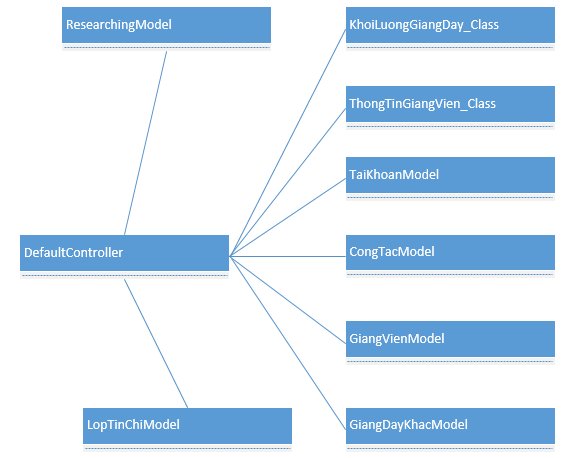 ResearchingModel
KhoiLuongGiangDay_Class
ThongTinGiangVien_Class
TaiKhoanModel
DefaultController
CongTacModel
GiangVienModel
LopTinChiModel
GiangDayKhacModel